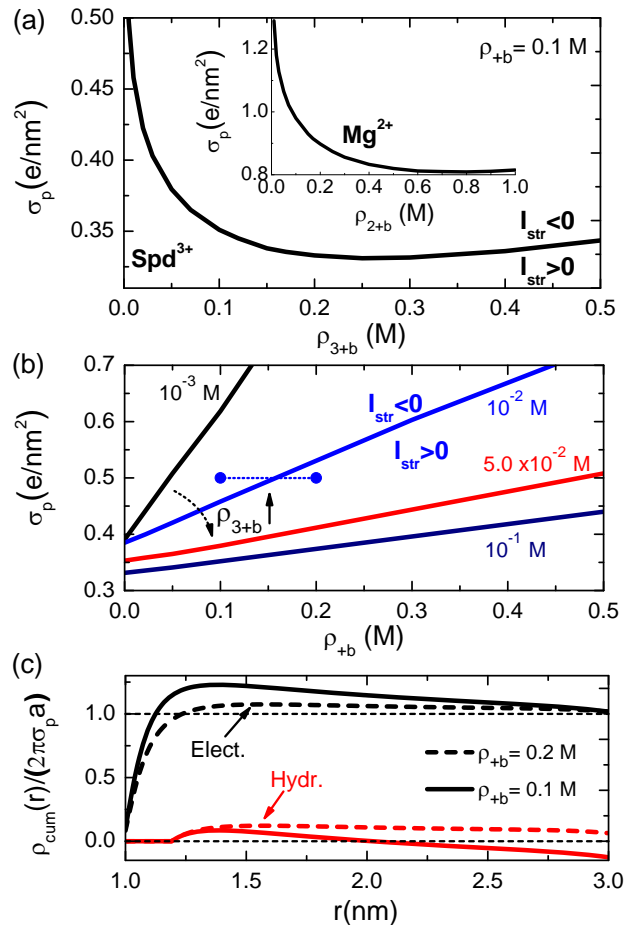 (a)
0.50
0.45
0.40
0.35
σₚ(e/nm²)
1.2
1.0
0.8
σₚ(e/nm²)
ρ₊b= 0.1 M
Mg²⁺
0.0 0.2 0.4 0.6 0.8 1.0
ρ₂₊b (M)
Iₛₜᵣ<0
Spd³⁺
Iₛₜᵣ>0
0.0 0.1 0.2 0.3 0.4 0.5
ρ₃₊b (M)
(b)
0.7
0.6
0.5
0.4
0.3
σₚ(e/nm²)
10⁻³ M
Iₛₜᵣ<0
10⁻² M
Iₛₜᵣ>0
5.0 x10⁻² M
ρ₃₊b
10⁻¹ M
0.0 0.1 0.2 0.3 0.4 0.5
ρ₊b (M)
(c)
1.0
0.5
0.0
ρcum(r)/(2πσₚa)
Elect.
ρ₊b= 0.2 M
ρ₊b= 0.1 M
Hydr.
1.0 1.5 2.0 2.5 3.0
r(nm)